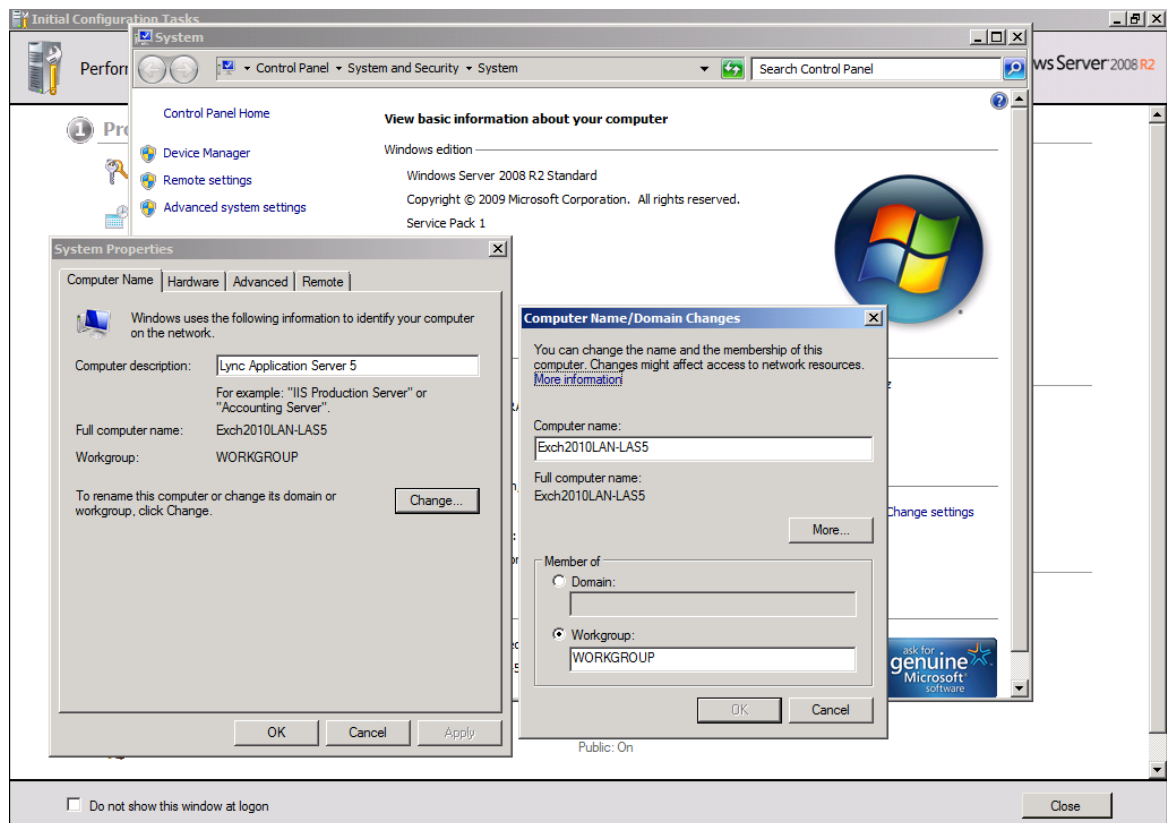 Initial Configuration Tasks
Perforr
ws Server 2008 R2
1 Pro
System
Control Panel System and Security System
Search Control Panel
Control Panel Home
Device Manager
Remote settings
Advanced system settings
View basic information about your computer
Windows edition
Windows Server 2008 R2 Standard
Copyright © 2009 Microsoft Corporation. All rights reserved.
Service Pack 1
Change settings
ask for
genuine
Microsoft
software
System Properties
Computer Name Hardware Advanced Remote
Windows uses the following information to identify your computer
on the network.
Computer description: Lync Application Server 5
For example: "IIS Production Server" or
"Accounting Server".
Full computer name: Exch2010LAN-LAS5
Workgroup: WORKGROUP
To rename this computer or change its domain or
workgroup, click Change.
Change...
OK Cancel Apply
Computer Name/Domain Changes
You can change the name and the membership of this
computer. Changes might affect access to network resources.
More information
Computer name:
Exch2010LAN-LAS5
Full computer name:
Exch2010LAN-LAS5
More...
Member of
Domain:
Workgroup:
WORKGROUP
OK Cancel
Public: On
Do not show this window at logon
Close